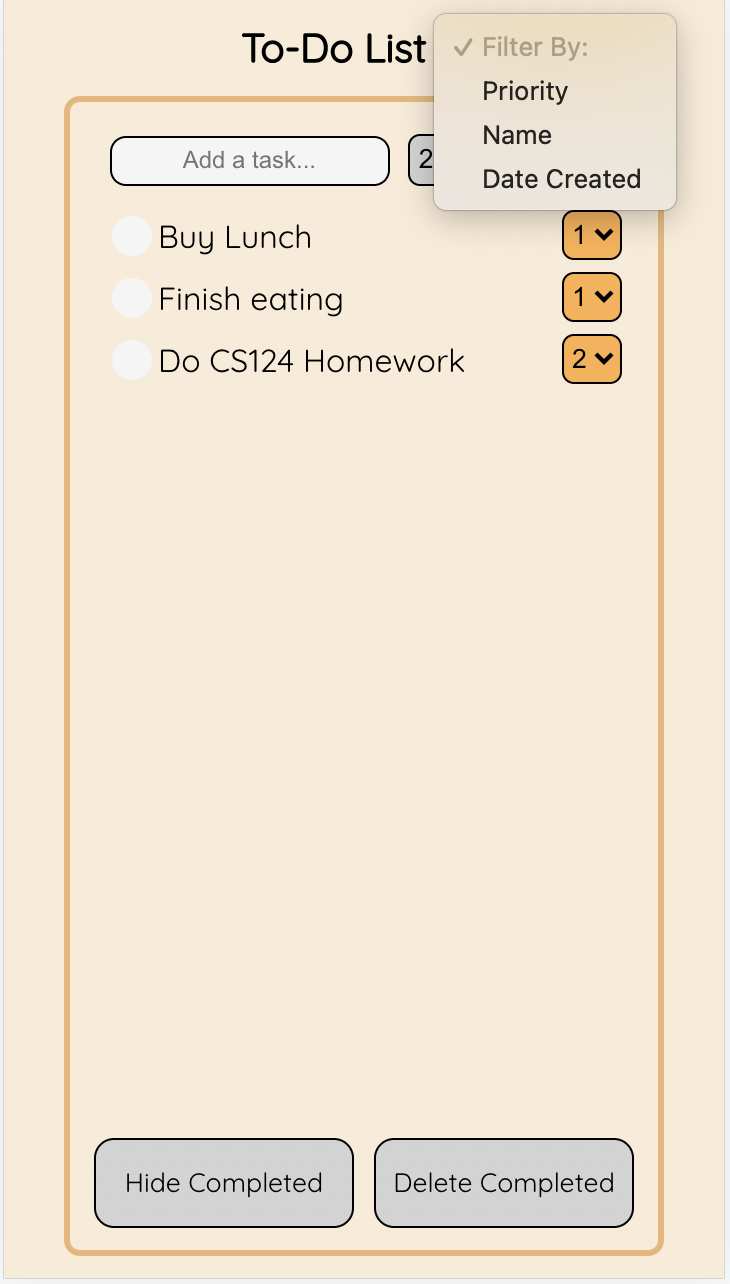 To-Do List
Filter By:
Priority
Name
Date Created
Add a task...
2
Buy Lunch
1
Finish eating
1
Do CS124 Homework
2
Hide Completed
Delete Completed